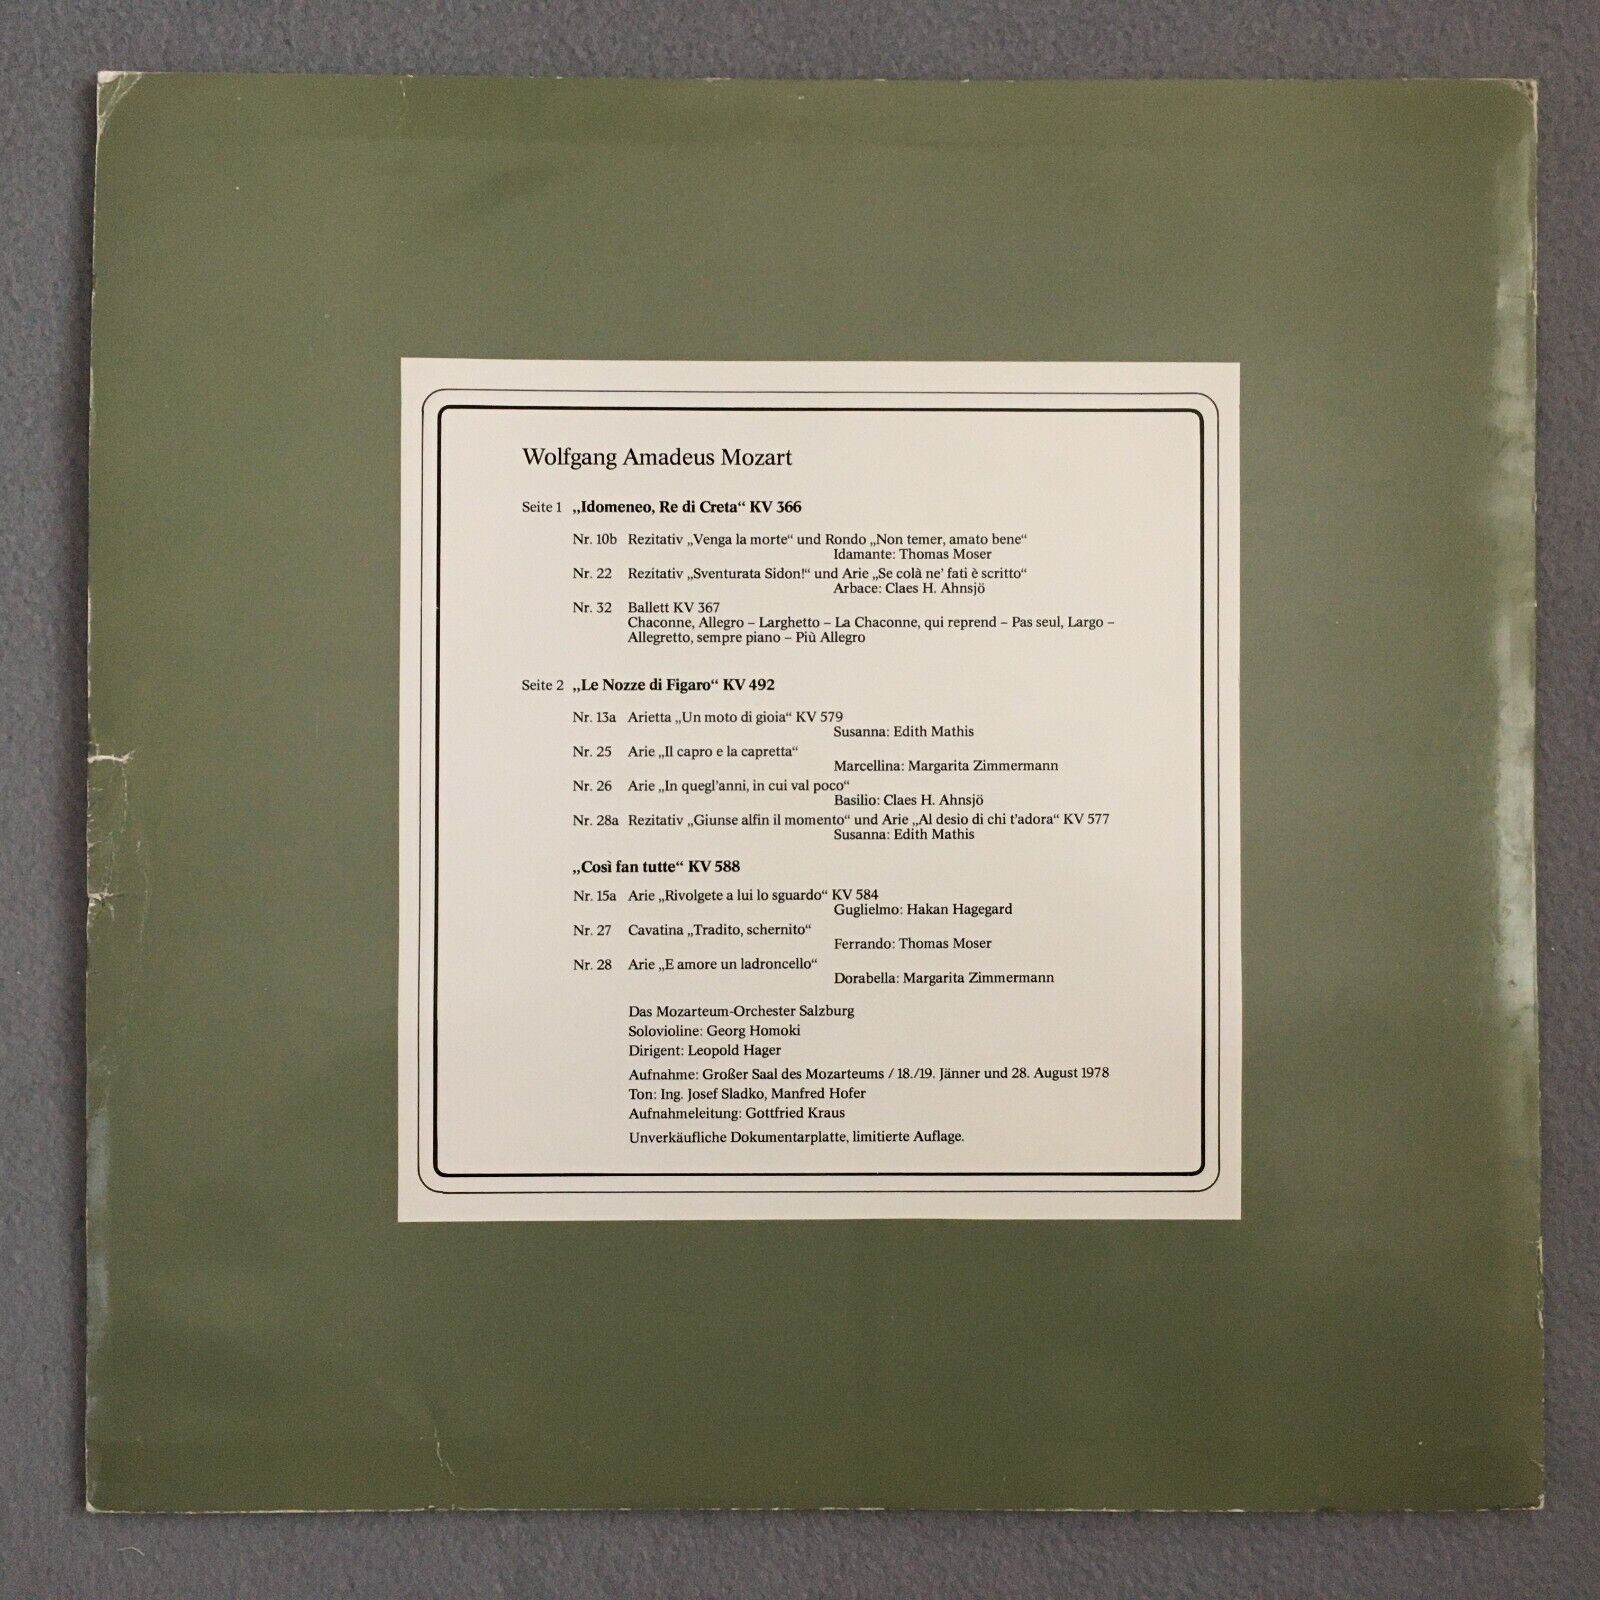 Wolfgang Amadeus Mozart
Seite 1 „Idomeneo, Re di Creta“ KV 366
Nr. 10b Rezitativ „Venga la morte“ und Rondo „Non temer, amato bene“
Idamante: Thomas Moser
Nr. 22 Rezitativ „Sventurata Sidon!“ und Arie „Se colà ne' fati è scritto“
Arbace: Claes H. Ahnsjö
Nr. 32 Ballett KV 367
Chaconne, Allegro – Larghetto – La Chaconne, qui reprend – Pas seul, Largo –
Allegretto, sempre piano – Più Allegro
Seite 2 „Le Nozze di Figaro“ KV 492
Nr. 13a Arietta „Un moto di gioia“ KV 579
Susanna: Edith Mathis
Nr. 25 Arie „Il capro e la capretta“
Marcellina: Margarita Zimmermann
Nr. 26 Arie „In quegl'anni, in cui val poco“
Basilio: Claes H. Ahnsjö
Nr. 28a Rezitativ „Giunse alfin il momento“ und Arie „Al desio di chi t'adora“ KV 577
Susanna: Edith Mathis
„Così fan tutte“ KV 588
Nr. 15a Arie „Rivolgete a lui lo sguardo“ KV 584
Guglielmo: Hakan Hagegard
Nr. 27 Cavatina „Tradito, schernito“
Ferrando: Thomas Moser
Nr. 28 Arie „E amore un ladroncello“
Dorabella: Margarita Zimmermann
Das Mozarteum-Orchester Salzburg
Solovioline: Georg Homoki
Dirigent: Leopold Hager
Aufnahme: Großer Saal des Mozarteums / 18./19. Jänner und 28. August 1978
Ton: Ing. Josef Sladko, Manfred Hofer
Aufnahmeleitung: Gottfried Kraus
Unverkäufliche Dokumentarplatte, limitierte Auflage.